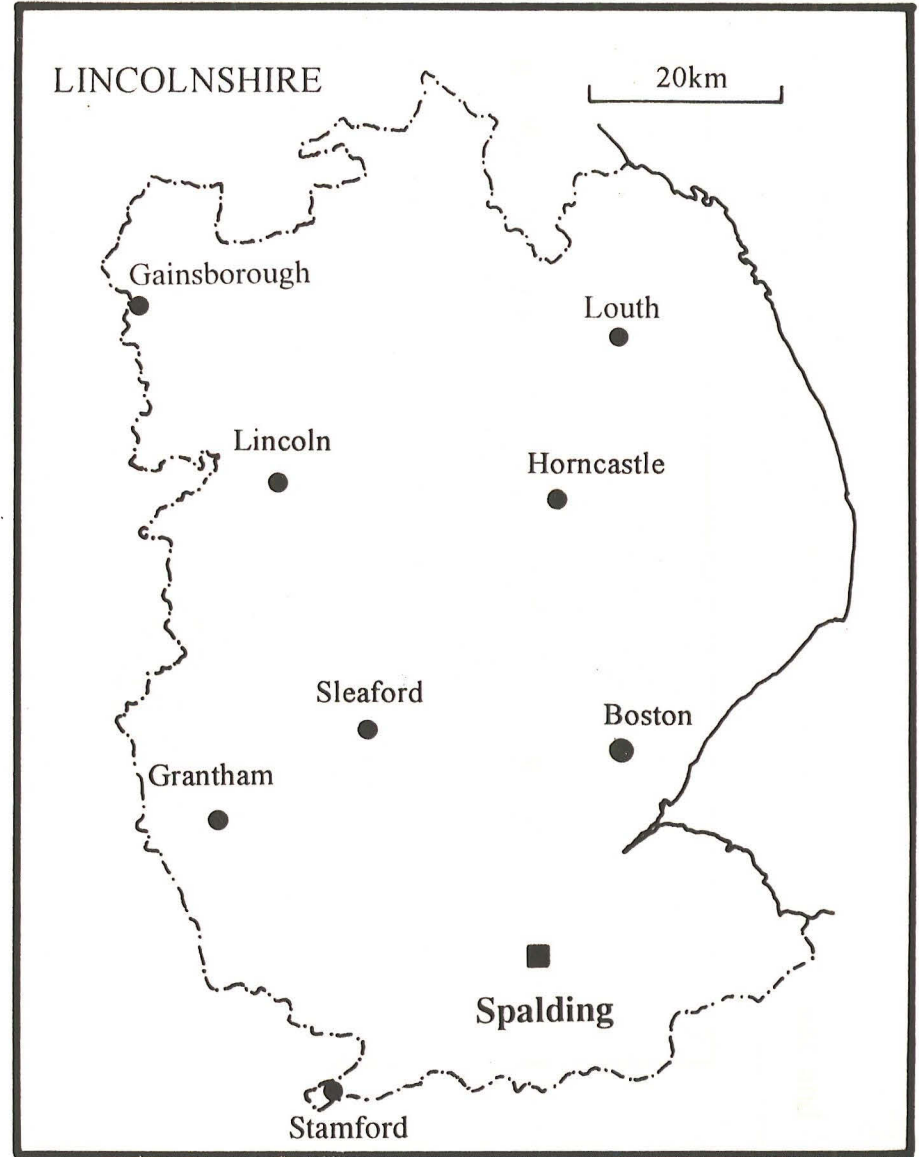 LINCOLNSHIRE
20km
Gainsborough
Louth
Lincoln
Horncastle
Sleaford
Boston
Grantham
Spalding
Stamford